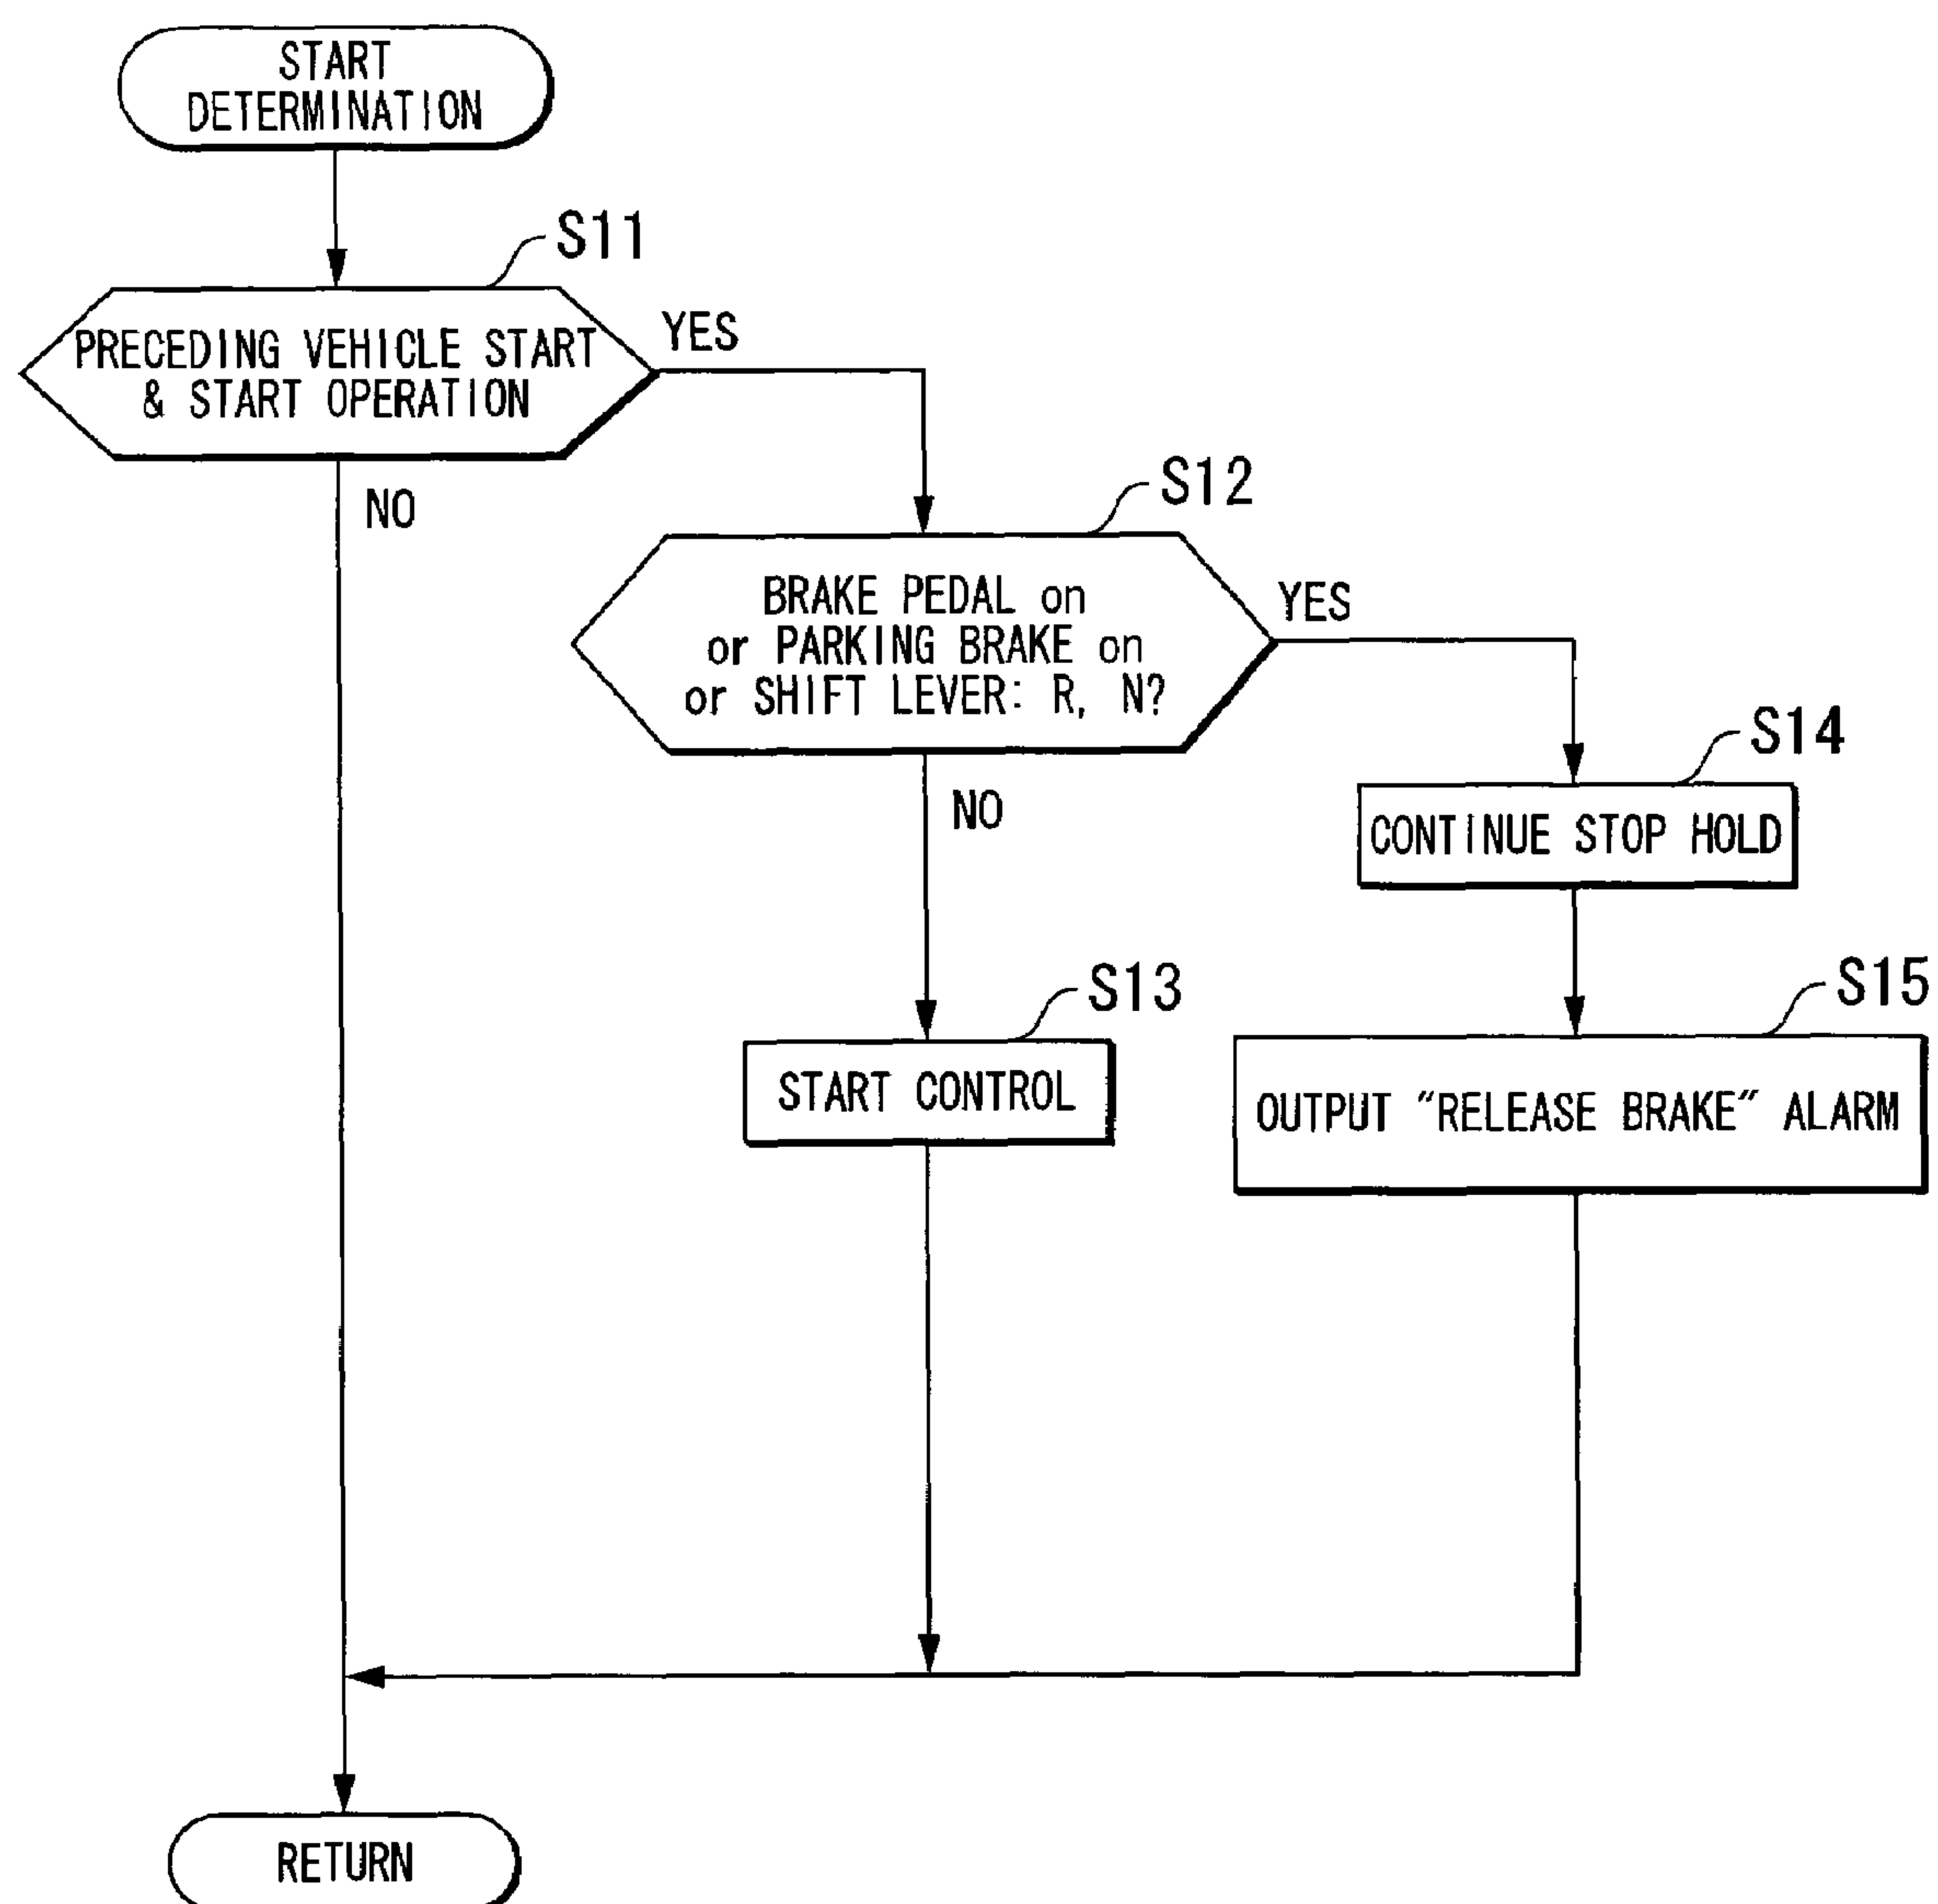 START
DETERMINATION
S11
PRECEDING VEHICLE START
& START OPERATION
YES
NO
S12
BRAKE PEDAL on
or PARKING BRAKE on
or SHIFT LEVER: R, N?
YES
NO
S14
CONTINUE STOP HOLD
S13
START CONTROL
S15
OUTPUT "RELEASE BRAKE" ALARM
RETURN